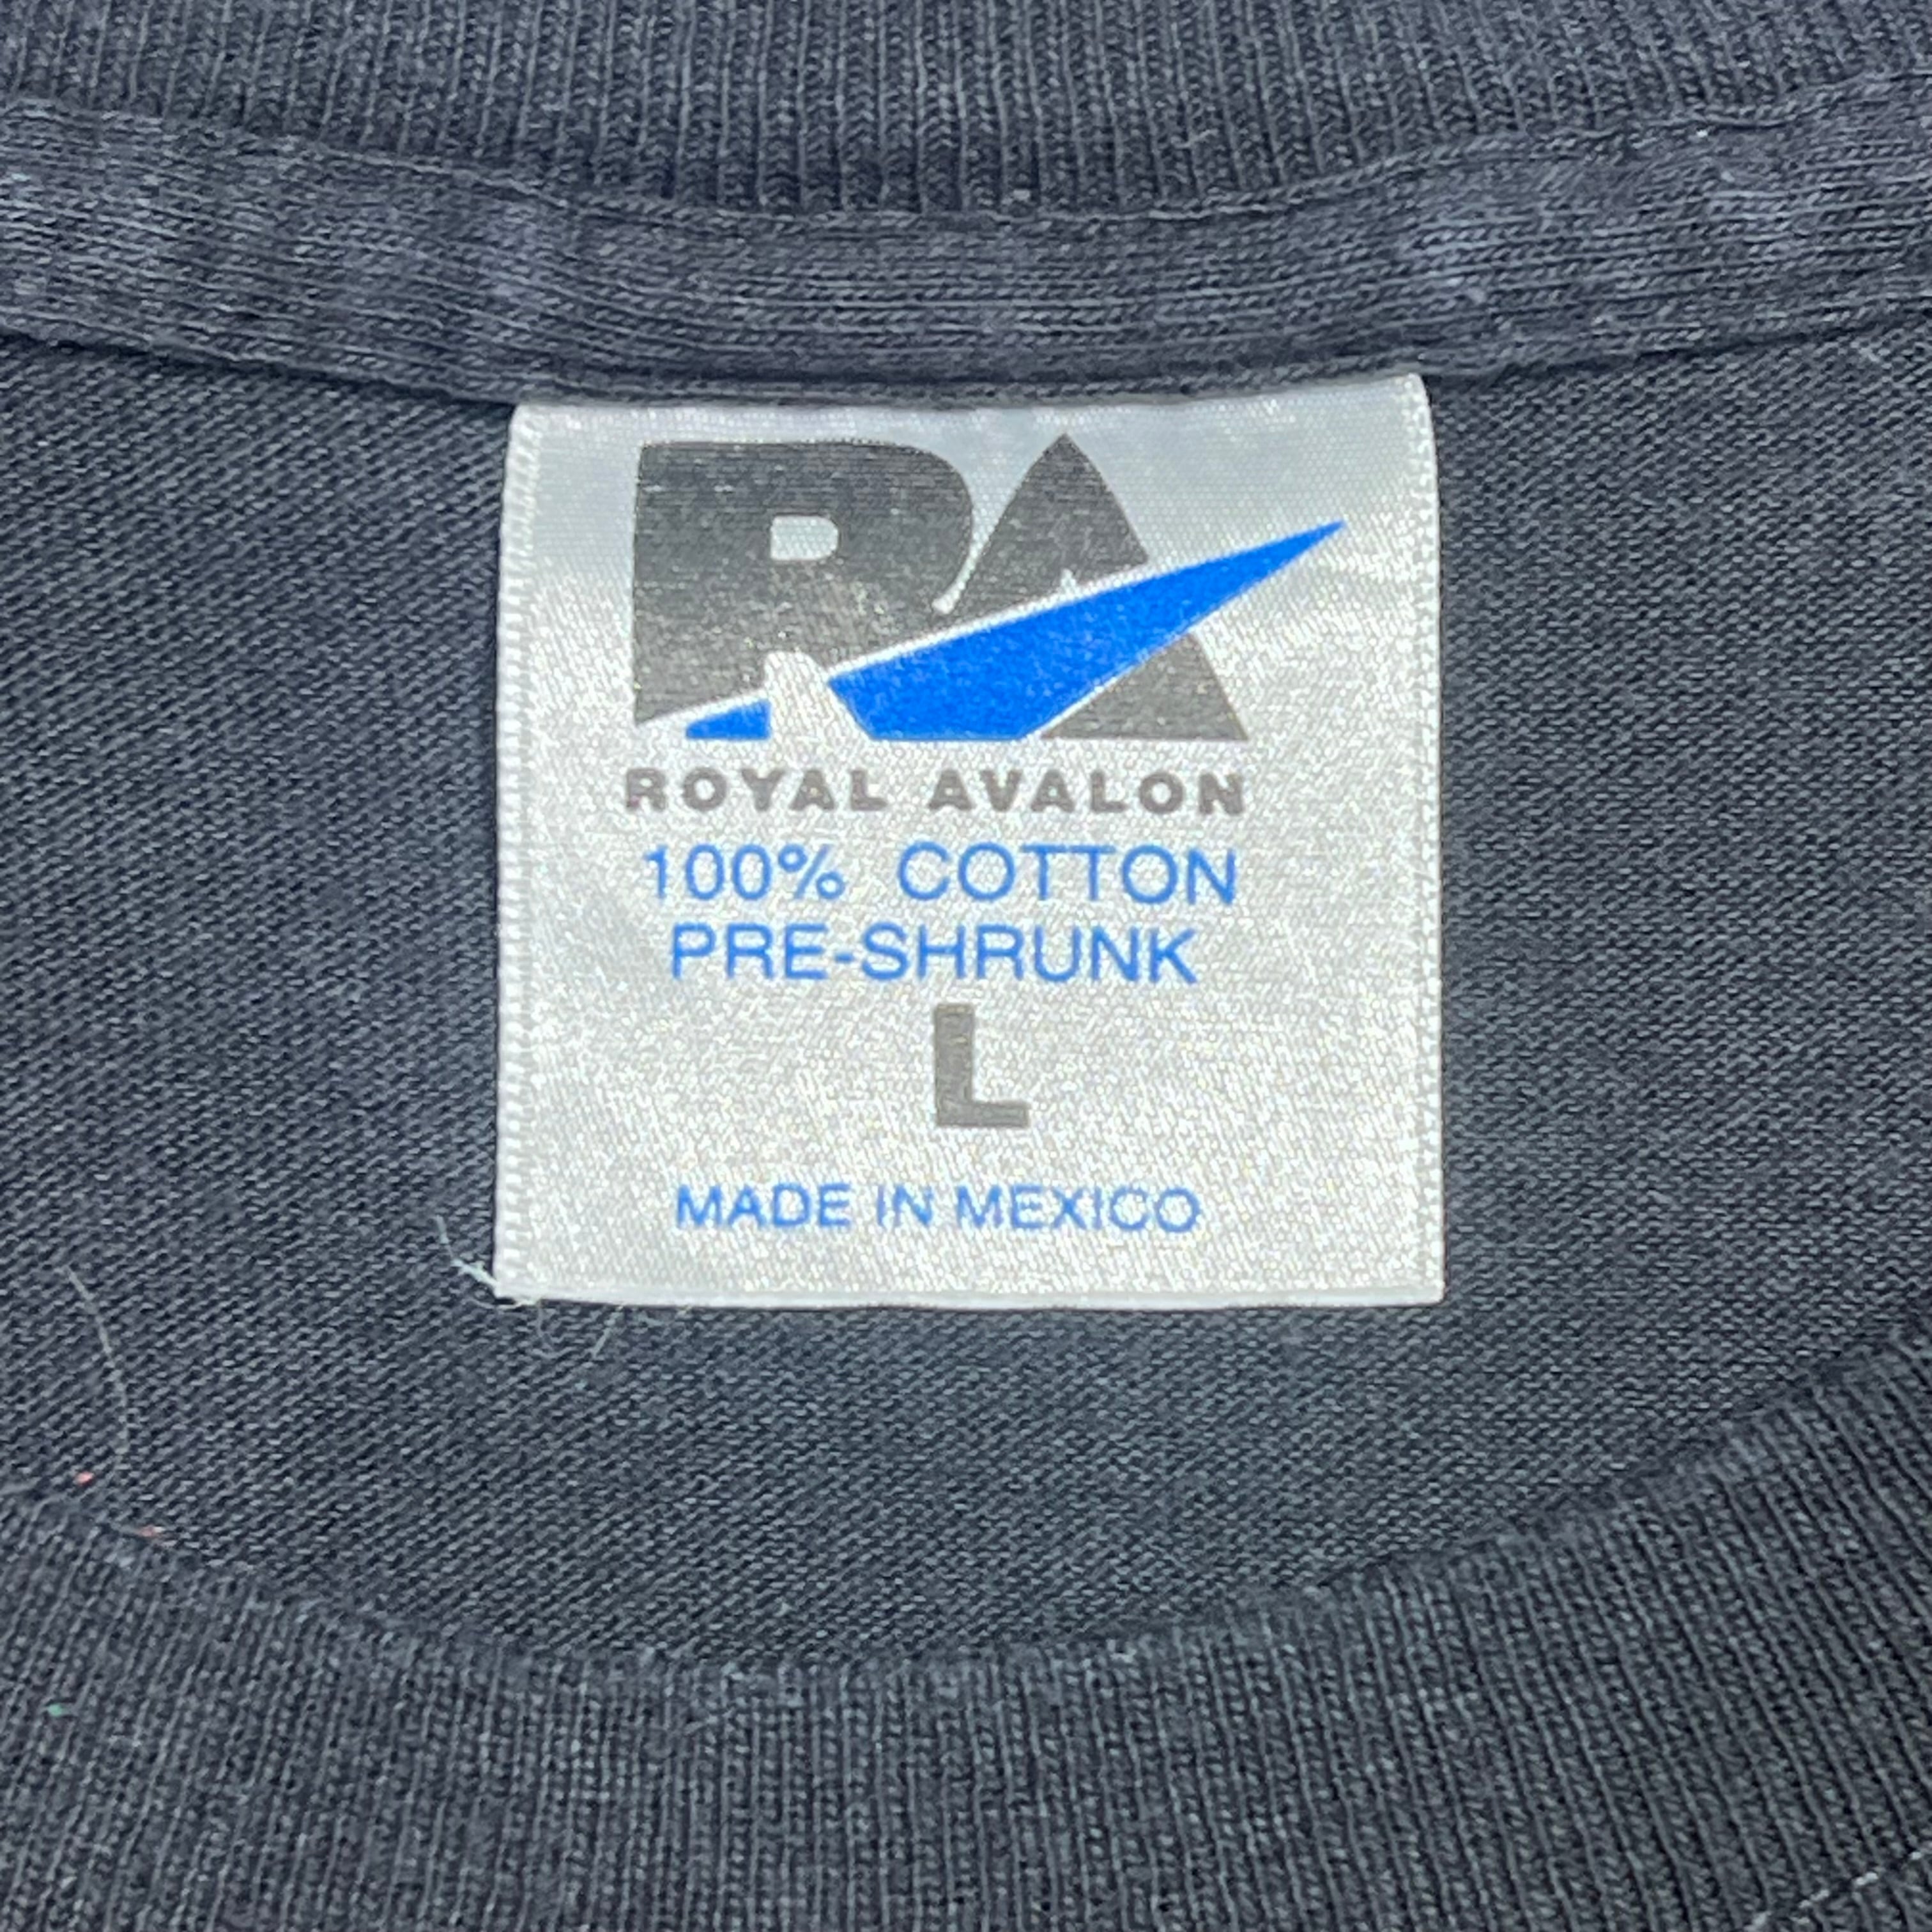 RA
ROYAL AVALON
100% COTTON
PRE-SHRUNK
L
MADE IN MEXICO